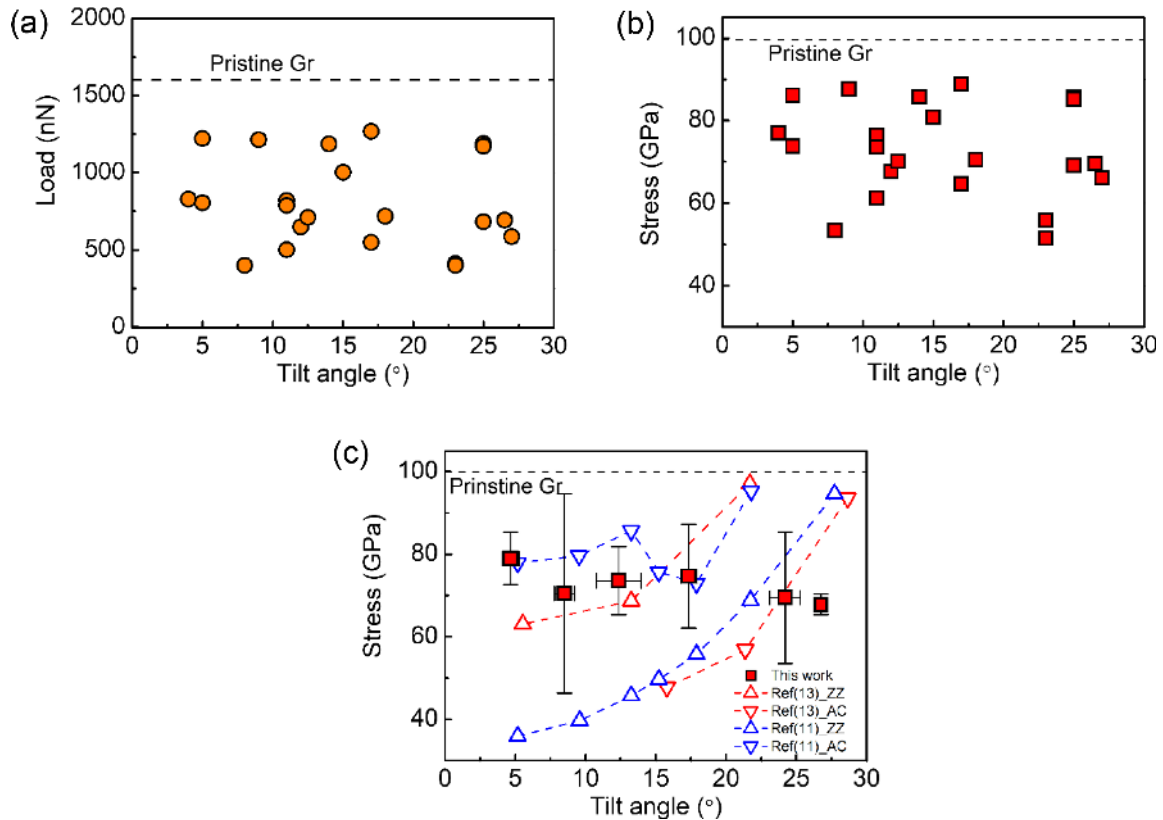 (a)
2000
1500
1000
500
0
Load (nN)
Pristine Gr
0 5 10 15 20 25 30
Tilt angle (°)
(b)
100
80
60
40
Stress (GPa)
Pristine Gr
0 5 10 15 20 25 30
Tilt angle (°)
(c)
100
80
60
40
Stress (GPa)
Prinstine Gr
This work
Ref(13)_ZZ
Ref(13)_AC
Ref(11)_ZZ
Ref(11)_AC
0 5 10 15 20 25 30
Tilt angle (°)